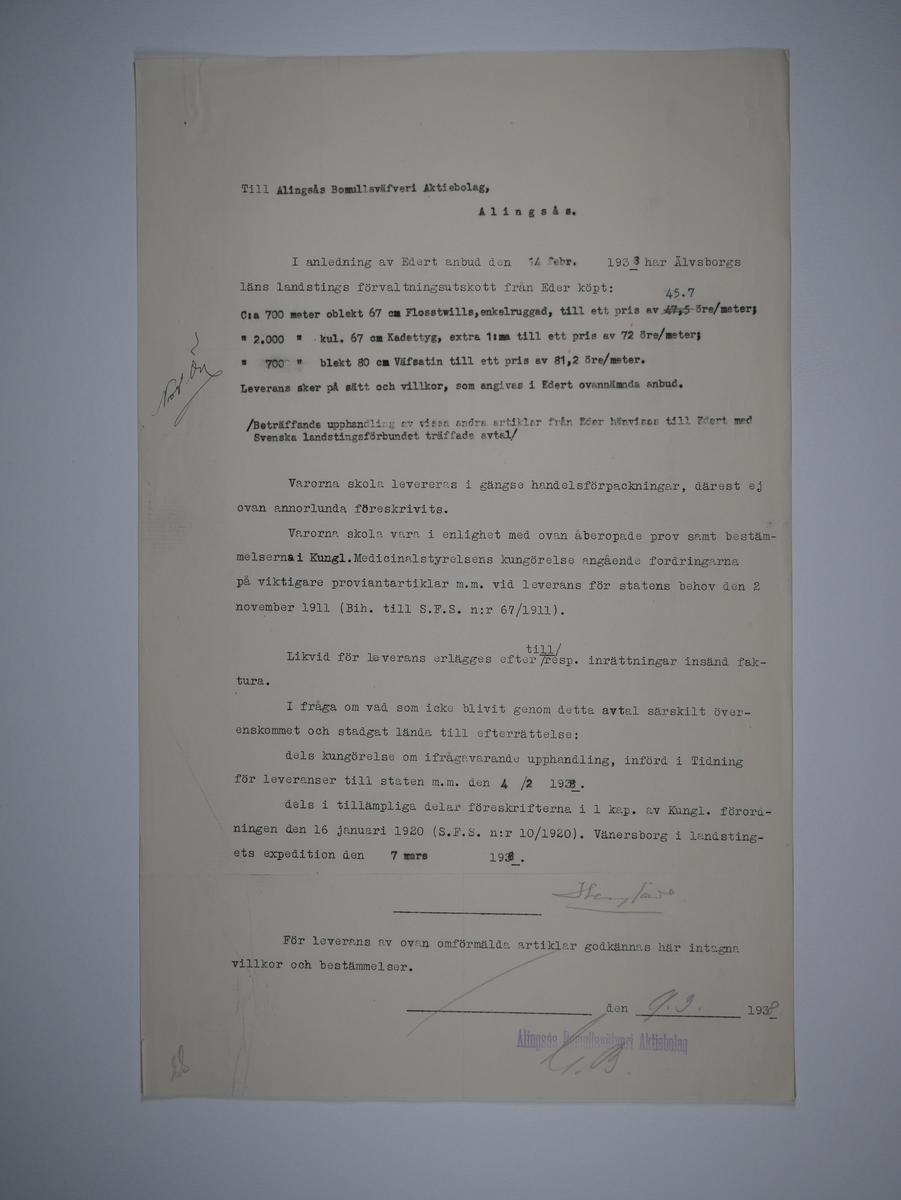 Till Alingsås Bomullsväfveri Aktiebolag,
Alingsås.
I anledning av Edert anbud den 14 febr. 1938 har Älvsborgs
läns landstings förvaltningsutskott från Eder köpt:
45.7
C:a 700 meter oblekt 67 cm Flosstwills,enkelruggad, till ett pris av 47,5 öre/meter;
" 2.000 " kul. 67 cm Kadettyg, extra 1:ma till ett pris av 72 öre/meter;
" 700 " blekt 80 cm Väfsatin till ett pris av 81,2 öre/meter.
Leverans sker på sätt och villkor, som angivas i Edert ovannämnda anbud.
/Beträffande upphandling av vissa andra artiklar från Eder hänvisas till Edert med
Svenska landstingsförbundet träffade avtal/
Varorna skola levereras i gängse handelsförpackningar, därest ej
ovan annorlunda föreskrivits.
Varorna skola vara i enlighet med ovan åberopade prov samt bestäm-
melserna i Kungl.Medicinalstyrelsens kungörelse angående fordringarna
på viktigare proviantartiklar m.m. vid leverans för statens behov den 2
november 1911 (Bih. till S.F.S. n:r 67/1911).
till/
Likvid för leverans erlägges efter /resp. inrättningar insänd fak-
tura.
I fråga om vad som icke blivit genom detta avtal särskilt över-
enskommet och stadgat lända till efterrättelse:
dels kungörelse om ifrågavarande upphandling, införd i Tidning
för leveranser till staten m.m. den 4 /2 1938.
dels i tillämpliga delar föreskrifterna i 1 kap. av Kungl. förord-
ningen den 16 januari 1920 (S.F.S. n:r 10/1920). Vänersborg i landsting-
ets expedition den 7 mars 1938.
För leverans av ovan omförmälda artiklar godkännas här intagna
villkor och bestämmelser.
den 9.3. 1938
Alingsås Bomullsväfveri Aktiebolag